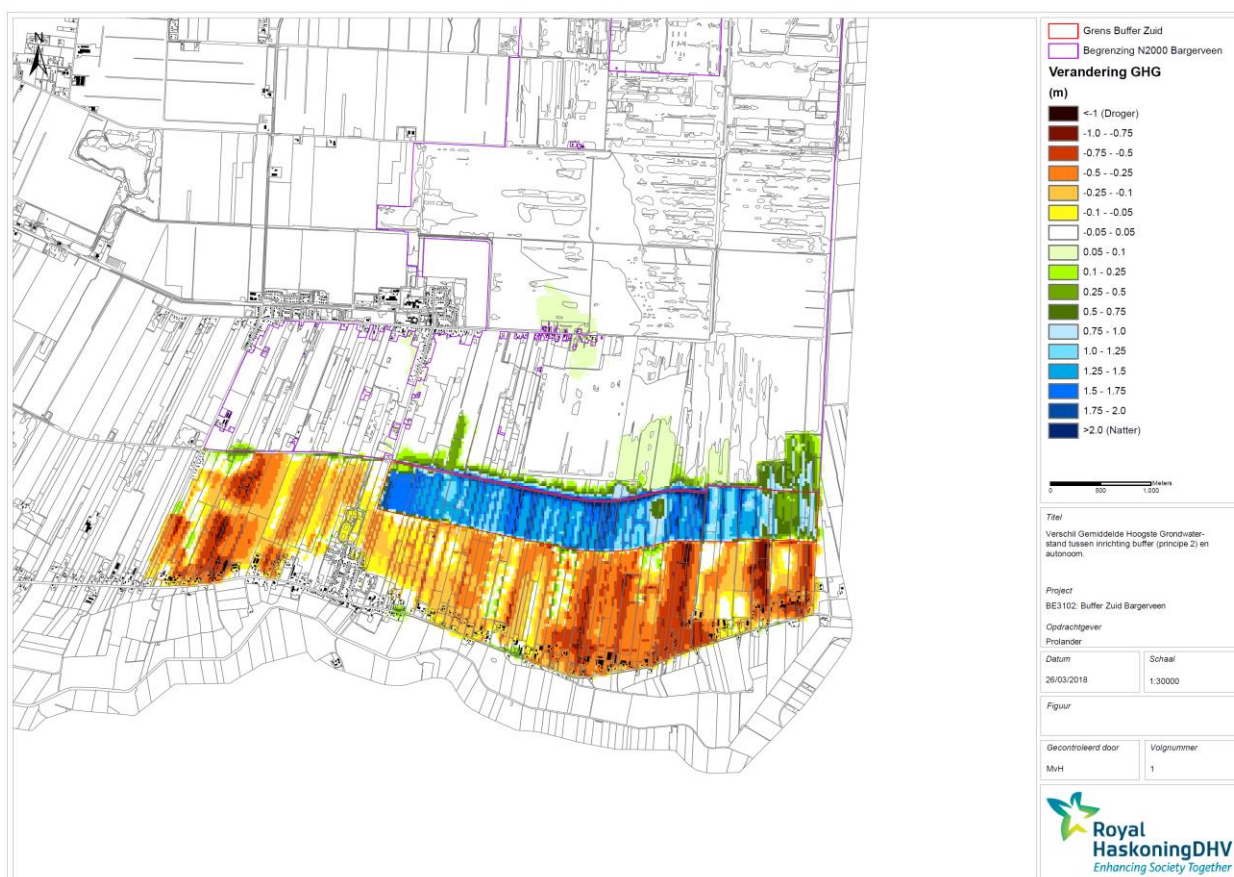 N
Grens Buffer Zuid
Begrenzing N2000 Bargerveen
Verandering GHG
(m)
<-1 (Droger)
-1.0 - -0.75
-0.75 - -0.5
-0.5 - -0.25
-0.25 - -0.1
-0.1 - -0.05
-0.05 - 0.05
0.05 - 0.1
0.1 - 0.25
0.25 - 0.5
0.5 - 0.75
0.75 - 1.0
1.0 - 1.25
1.25 - 1.5
1.5 - 1.75
1.75 - 2.0
>2.0 (Natter)
Meters
0 500 1.000
Titel
Verschil Gemiddelde Hoogste Grondwater-
stand tussen inrichting buffer (principe 2) en
autonoom.
Project
BE3102: Buffer Zuid Bargerveen
Opdrachtgever
Prolander
Datum Schaal
26/03/2018 1:30000
Figuur
Gecontroleerd door Volgnummer
MvH 1
Royal
HaskoningDHV
Enhancing Society Together